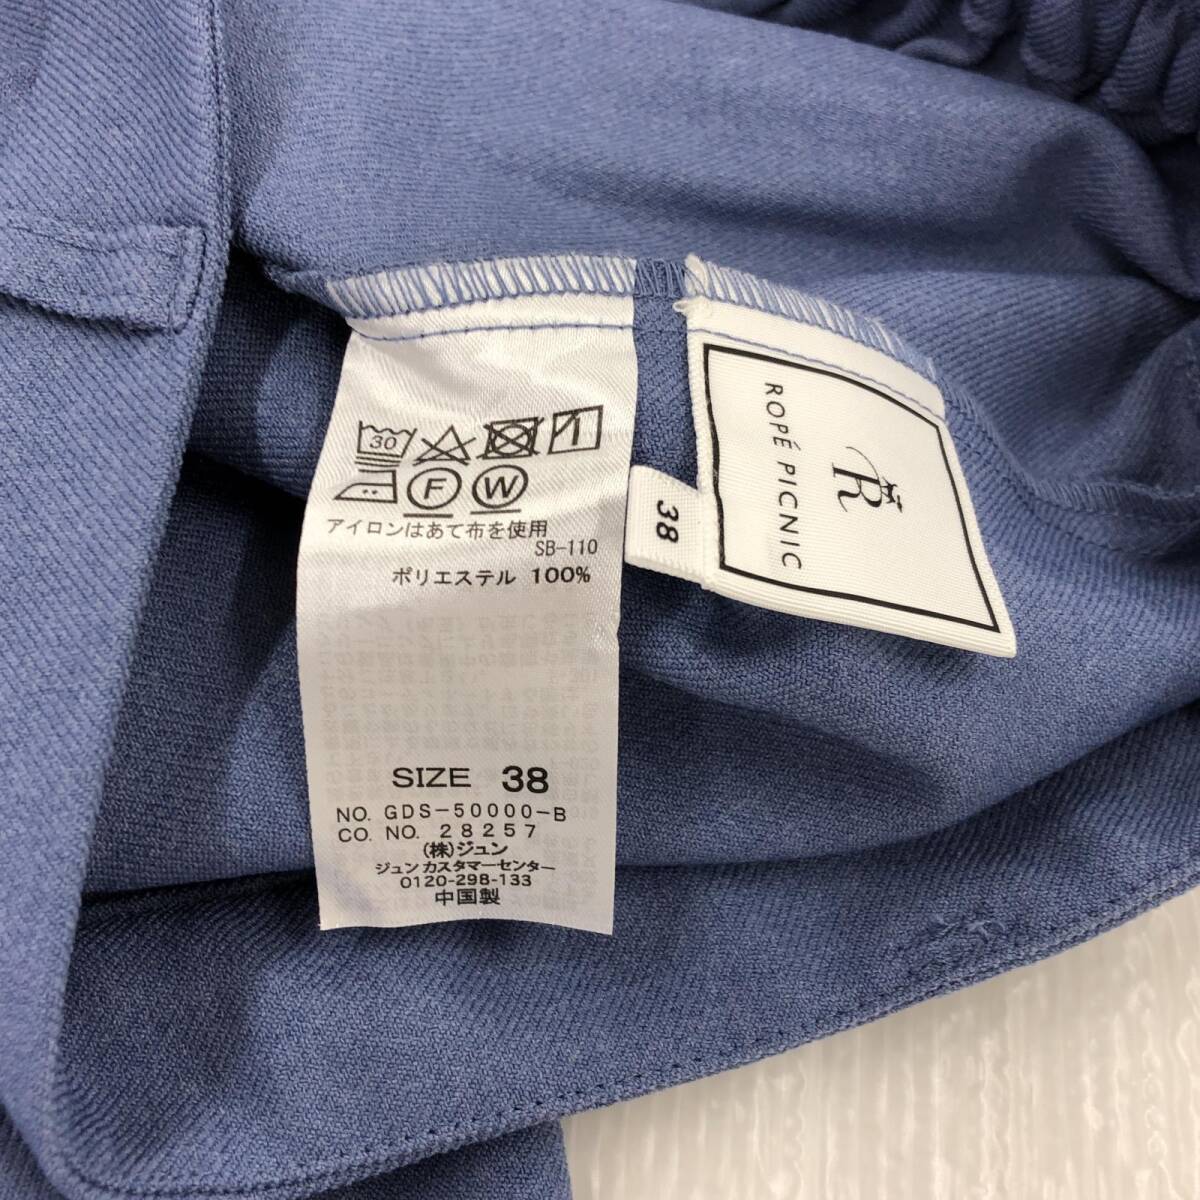 30
F
W
アイロンはあて布を使用
SB-110
ポリエステル 100%
SIZE 38
NO. GDS-50000-B
CO. NO. 28257
(株)ジュン
ジュン カスタマーセンター
0120-298-133
中国製
38
R
ROPÉ PICNIC